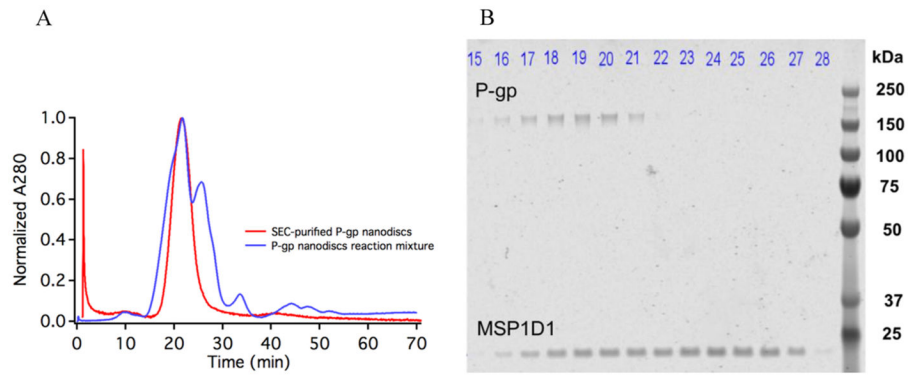 A
B
Normalized A280
1.0
0.8
0.6
0.4
0.2
0.0
0 10 20 30 40 50 60 70
Time (min)
SEC-purified P-gp nanodiscs
P-gp nanodiscs reaction mixture
15 16 17 18 19 20 21 22 23 24 25 26 27 28
kDa
P-gp
250
150
100
75
50
37
25
MSP1D1